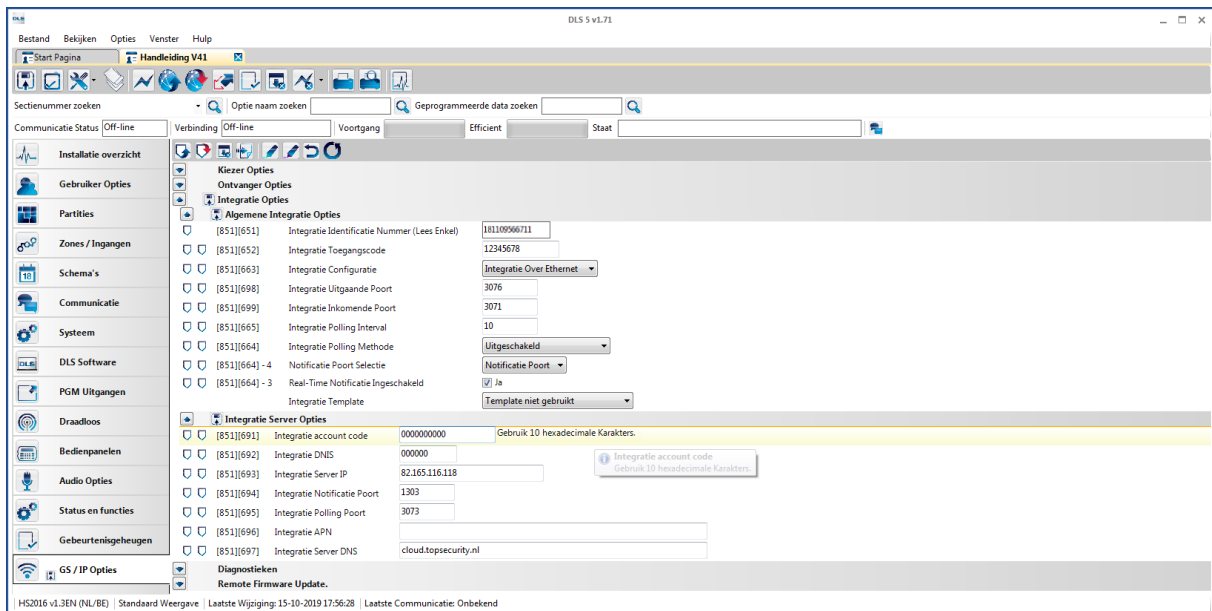 DLS DLS 5 v1.71
Bestand Bekijken Opties Venster Hulp
Start Pagina Handleiding V41
Sectienummer zoeken Optie naam zoeken Geprogrammeerde data zoeken
Communicatie Status Off-line Verbinding Off-line Voortgang Efficient Staat
Installatie overzicht
Gebruiker Opties
Partities
Zones / Ingangen
18 Schema's
Communicatie
Systeem
DLS DLS Software
PGM Uitgangen
Draadloos
Bedienpanelen
Audio Opties
Status en functies
Gebeurtenisgeheugen
GS / IP Opties
Kiezer Opties
Ontvanger Opties
Integratie Opties
Algemene Integratie Opties
[851][651] Integratie Identificatie Nummer (Lees Enkel) 181109566711
[851][652] Integratie Toegangscode 12345678
[851][663] Integratie Configuratie Integratie Over Ethernet
[851][698] Integratie Uitgaande Poort 3076
[851][699] Integratie Inkomende Poort 3071
[851][665] Integratie Polling Interval 10
[851][664] Integratie Polling Methode Uitgeschakeld
[851][664] - 4 Notificatie Poort Selectie Notificatie Poort
[851][664] - 3 Real-Time Notificatie Ingeschakeld Ja
Integratie Template Template niet gebruikt
Integratie Server Opties
[851][691] Integratie account code 0000000000 Gebruik 10 hexadecimale Karakters.
[851][692] Integratie DNIS 000000
Integratie account code
Gebruik 10 hexadecimale Karakters.
[851][693] Integratie Server IP 82.165.116.118
[851][694] Integratie Notificatie Poort 1303
[851][695] Integratie Polling Poort 3073
[851][696] Integratie APN
[851][697] Integratie Server DNS cloud.topsecurity.nl
Diagnostieken
Remote Firmware Update.
HS2016 v1.3EN (NL/BE) Standaard Weergave Laatste Wijziging: 15-10-2019 17:56:28 Laatste Communicatie: Onbekend